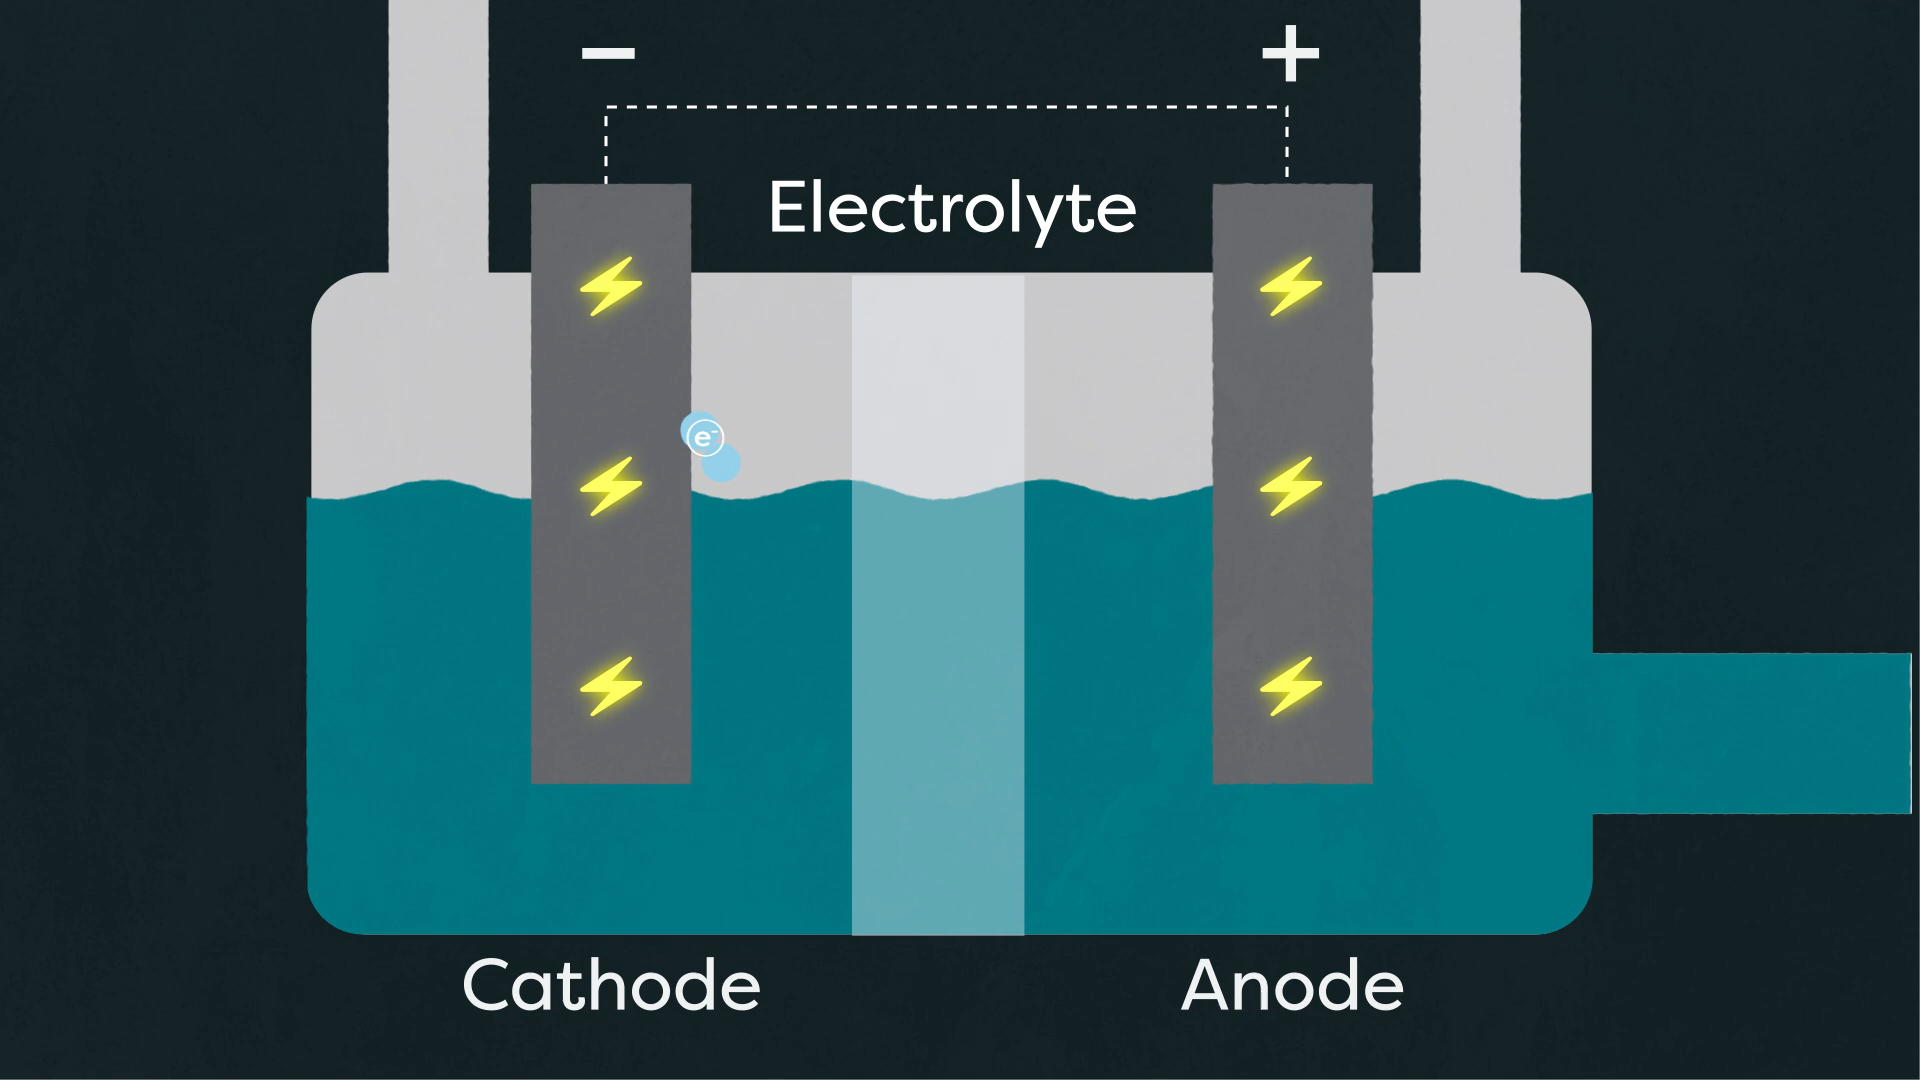 − +
Electrolyte
e⁻
Cathode Anode